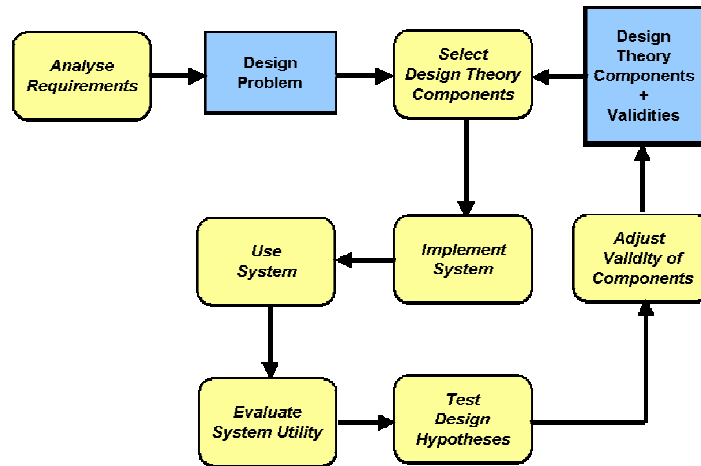 Analyse
Requirements
Design
Problem
Select
Design Theory
Components
Design
Theory
Components
+
Validities
Use
System
Implement
System
Adjust
Validity of
Components
Evaluate
System Utility
Test
Design
Hypotheses